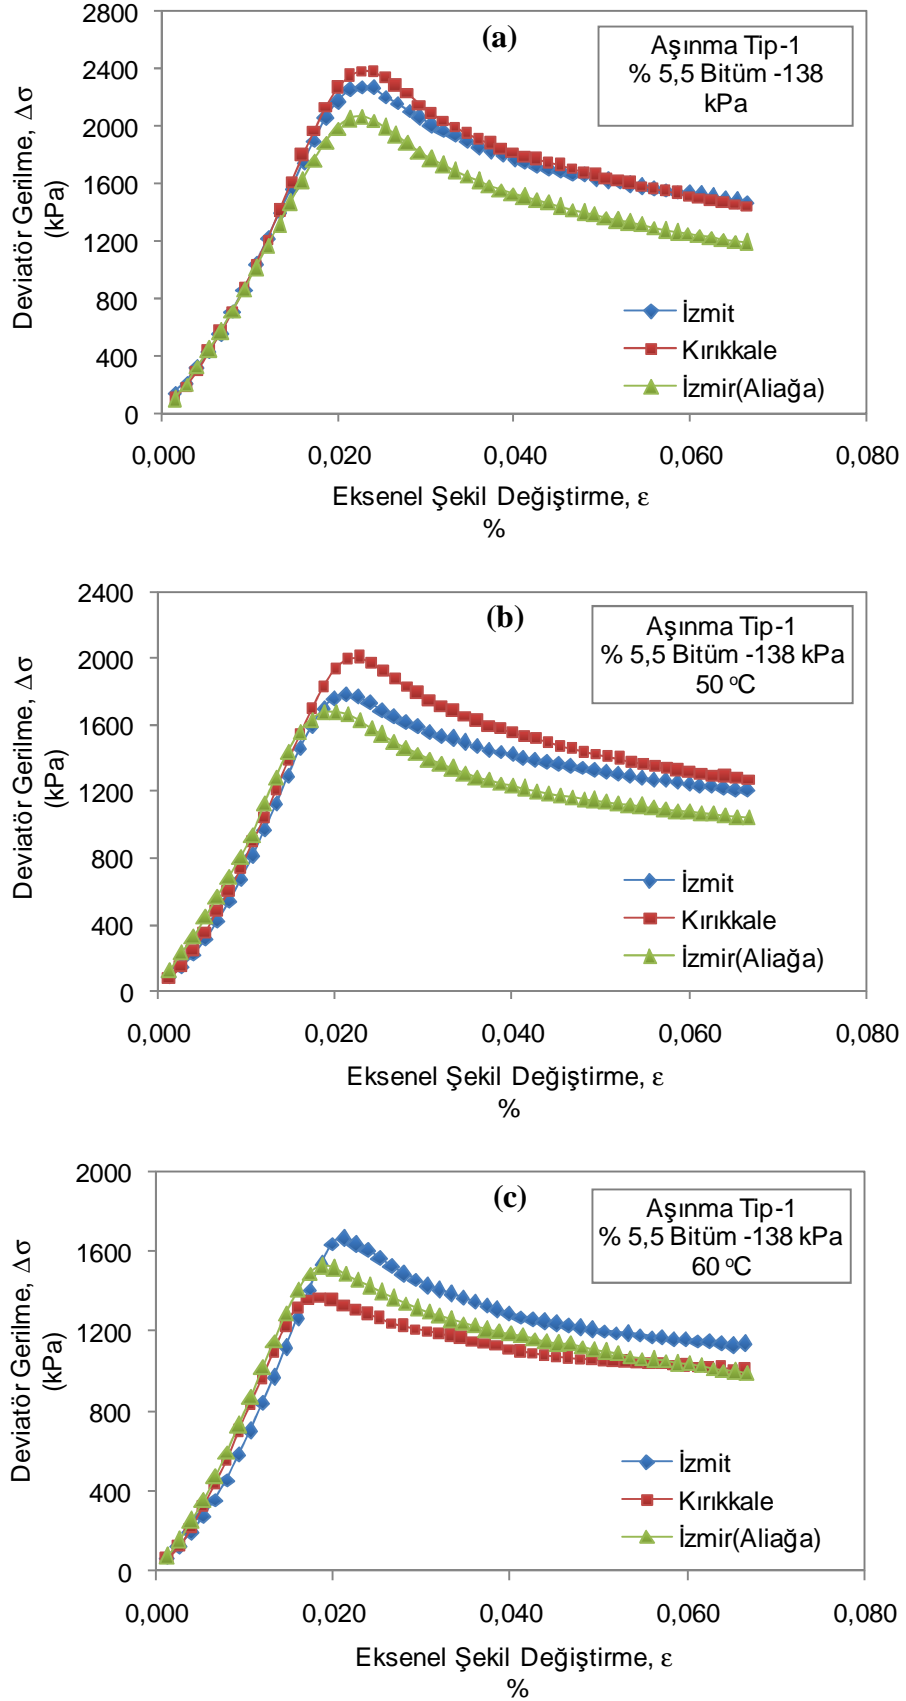 (a)
Aşınma Tip-1
% 5,5 Bitüm -138
kPa
Deviatör Gerilme, Δσ
(kPa)
2800
2400
2000
1600
1200
800
400
0
İzmit
Kırıkkale
İzmir(Aliağa)
0,000 0,020 0,040 0,060 0,080
Eksenel Şekil Değiştirme, ε
%
(b)
Aşınma Tip-1
% 5,5 Bitüm -138 kPa
50 ºC
Deviatör Gerilme, Δσ
(kPa)
2400
2000
1600
1200
800
400
0
İzmit
Kırıkkale
İzmir(Aliağa)
0,000 0,020 0,040 0,060 0,080
Eksenel Şekil Değiştirme, ε
%
(c)
Aşınma Tip-1
% 5,5 Bitüm -138 kPa
60 ºC
Deviatör Gerilme, Δσ
(kPa)
2000
1600
1200
800
400
0
İzmit
Kırıkkale
İzmir(Aliağa)
0,000 0,020 0,040 0,060 0,080
Eksenel Şekil Değiştirme, ε
%